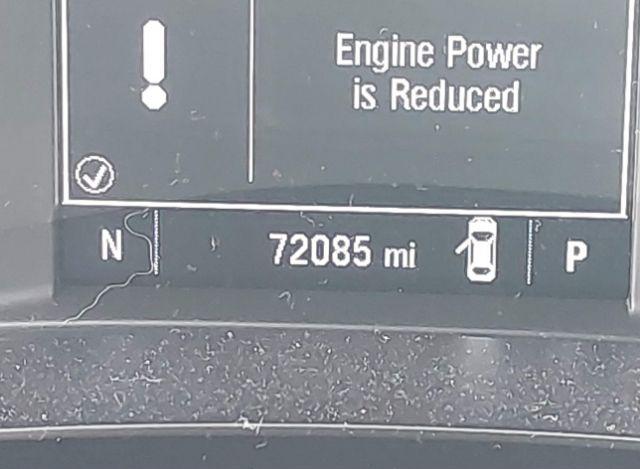 Engine Power
is Reduced
N 72085 mi P